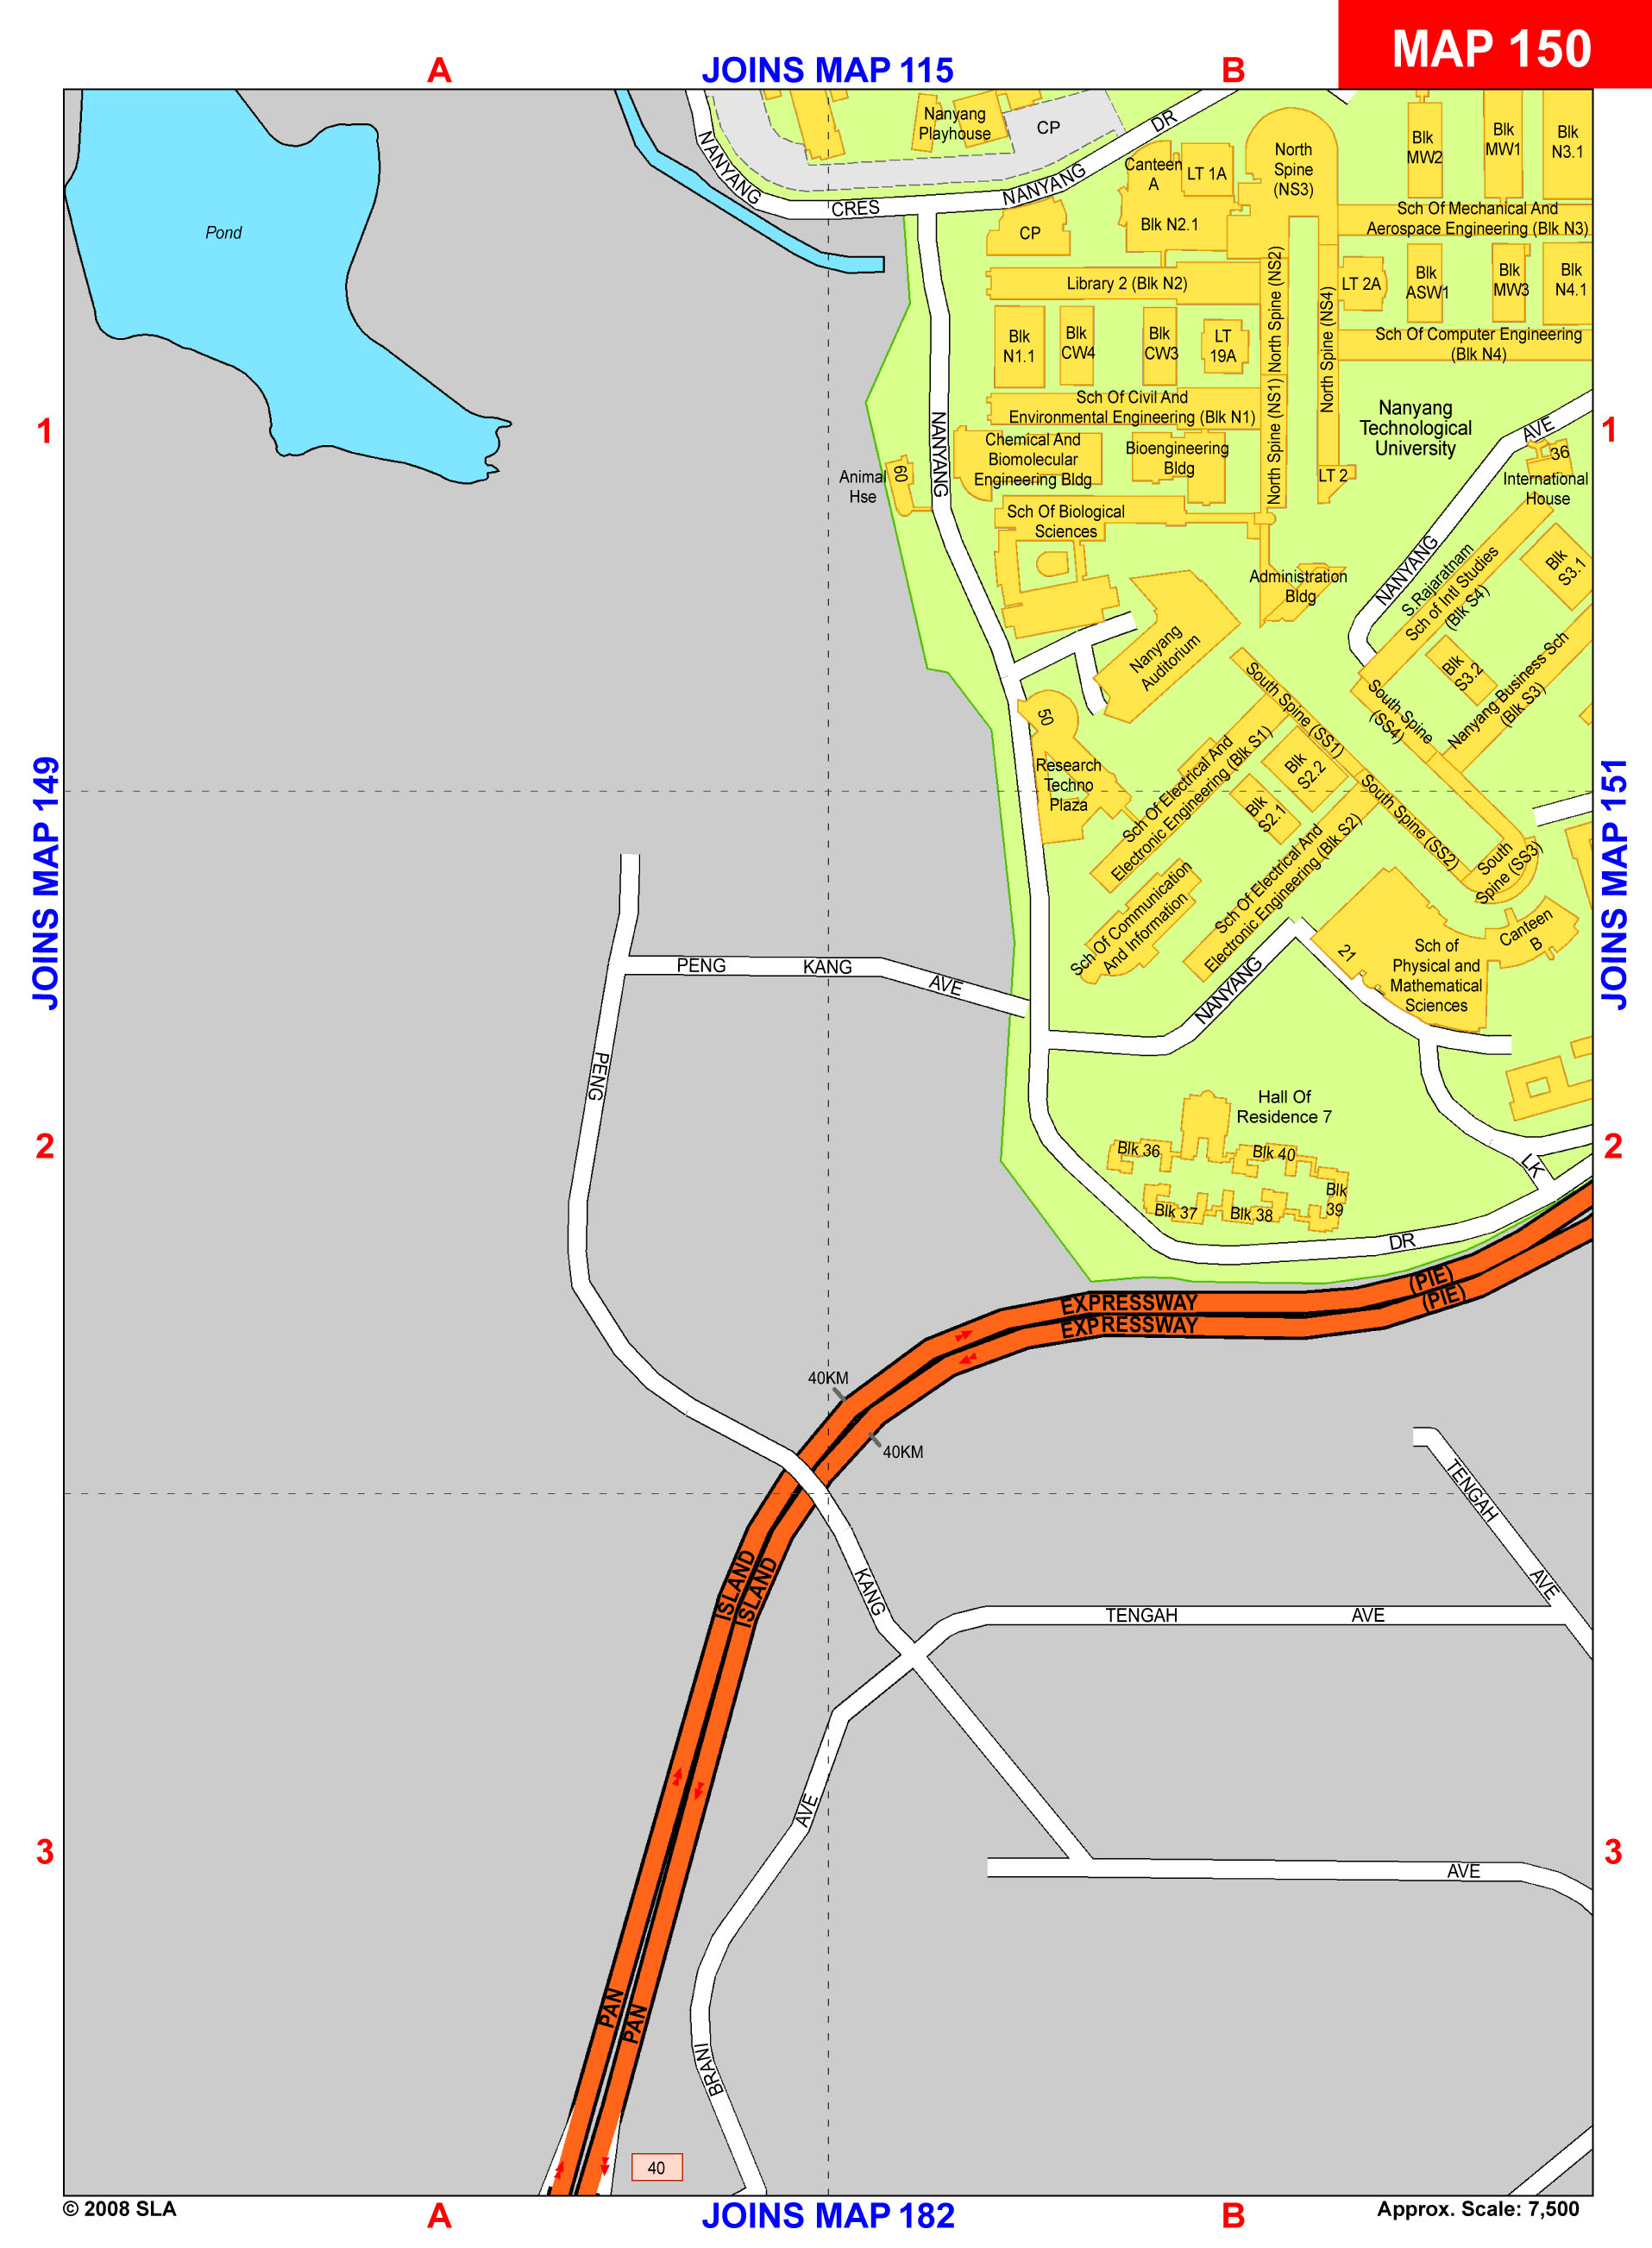 MAP 150
A
JOINS MAP 115
B
Nanyang
Playhouse
CP
DR
NANYANG
CRES
NANYANG
Canteen
A
LT 1A
North
Spine
(NS3)
Blk
MW2
Blk
MW1
Blk
N3.1
Pond
CP
Blk N2.1
Sch Of Mechanical And
Aerospace Engineering (Blk N3)
Library 2 (Blk N2)
North Spine (NS2)
North Spine (NS4)
LT 2A
Blk
ASW1
Blk
MW3
Blk
N4.1
Blk
N1.1
Blk
CW4
Blk
CW3
LT
19A
Sch Of Computer Engineering
(Blk N4)
Sch Of Civil And
Environmental Engineering (Blk N1)
North Spine (NS1)
Nanyang
Technological
University
AVE
1
1
NANYANG
Chemical And
Biomolecular
Engineering Bldg
Bioengineering
Bldg
LT 2
36
International
House
Animal
Hse
60
Sch Of Biological
Sciences
NANYANG
Administration
Bldg
S.Rajaratnam
Sch of Intl Studies
(Blk S4)
Blk
S3.1
Nanyang
Auditorium
Blk
S3.2
Nanyang Business Sch
(Blk S3)
South Spine
(SS4)
South Spine (SS1)
50
Research
Techno
Plaza
Sch Of Electrical And
Electronic Engineering (Blk S1)
Blk
S2.2
Blk
S2.1
South Spine (SS2)
South
Spine (SS3)
JOINS MAP 149
JOINS MAP 151
Sch Of Electrical And
Electronic Engineering (Blk S2)
Sch Of Communication
And Information
Canteen
B
21
Sch of
Physical and
Mathematical
Sciences
NANYANG
PENG
KANG
AVE
PENG
Hall Of
Residence 7
2
2
Blk 36
Blk 40
LK
Blk
39
Blk 37
Blk 38
DR
(PIE)
(PIE)
EXPRESSWAY
EXPRESSWAY
40KM
40KM
TENGAH
AVE
ISLAND
ISLAND
KANG
TENGAH
AVE
AVE
3
3
AVE
PAN
PAN
BRANI
40
© 2008 SLA
A
JOINS MAP 182
B
Approx. Scale: 7,500